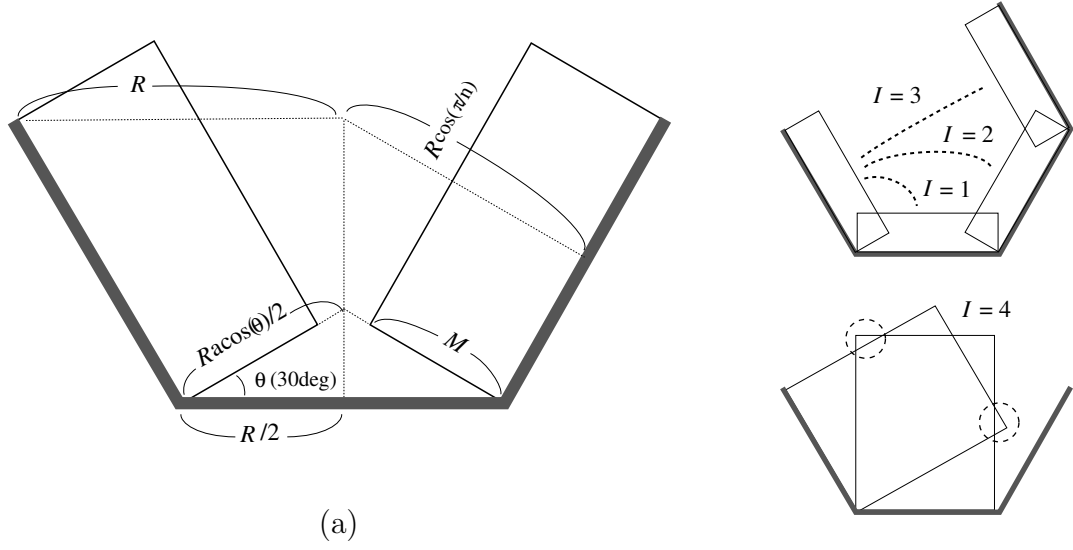 R
Rcos(π/n)
Racos(θ)/2
M
θ (30deg)
R/2
(a)
I = 3
I = 2
I = 1
I = 4